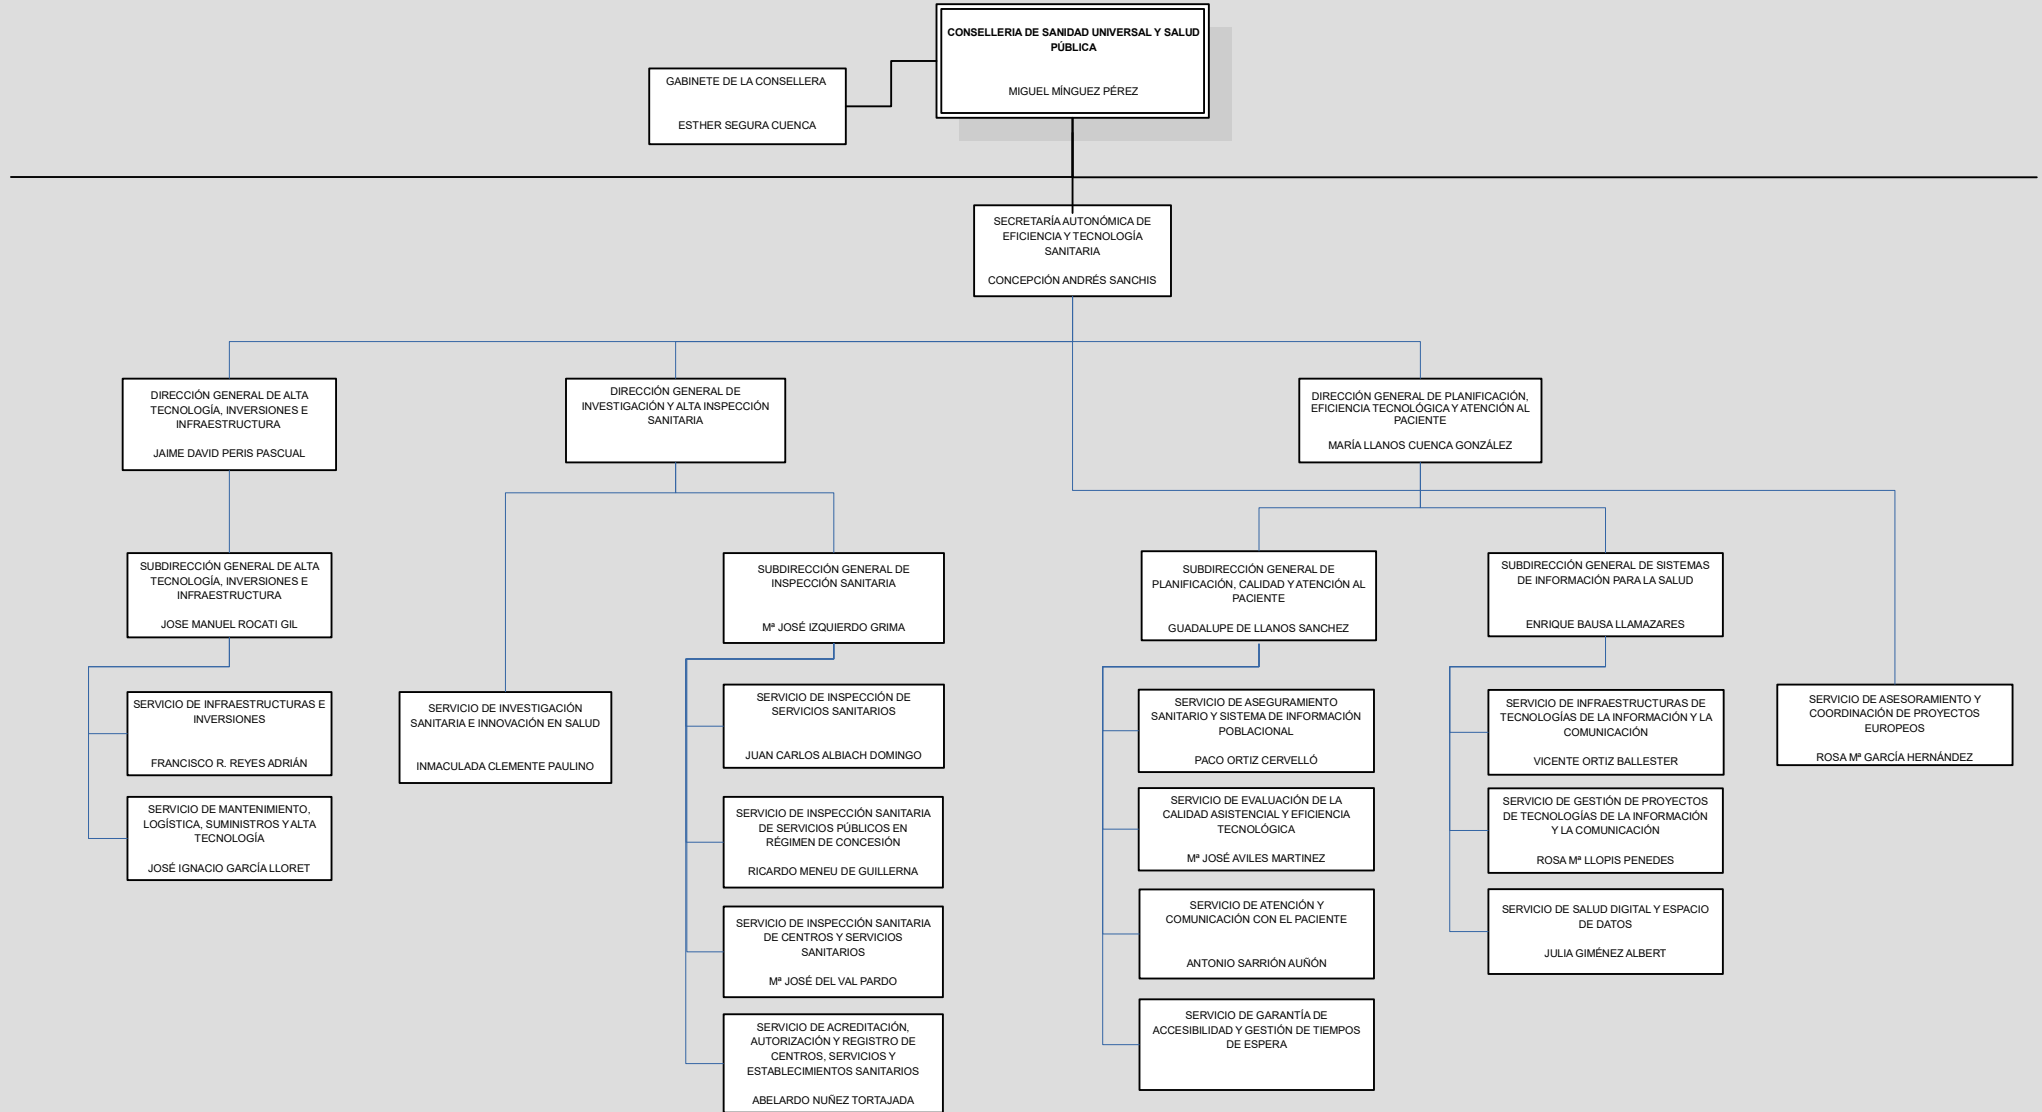 CONSELLERIA DE SANIDAD UNIVERSAL Y SALUD
PÚBLICA
MIGUEL MÍNGUEZ PÉREZ
GABINETE DE LA CONSELLERA
ESTHER SEGURA CUENCA
SECRETARÍA AUTONÓMICA DE
EFICIENCIA Y TECNOLOGÍA
SANITARIA
CONCEPCIÓN ANDRÉS SANCHIS
DIRECCIÓN GENERAL DE ALTA
TECNOLOGÍA, INVERSIONES E
INFRAESTRUCTURA
JAIME DAVID PERIS PASCUAL
DIRECCIÓN GENERAL DE
INVESTIGACIÓN Y ALTA INSPECCIÓN
SANITARIA
DIRECCIÓN GENERAL DE PLANIFICACIÓN,
EFICIENCIA TECNOLÓGICA Y ATENCIÓN AL
PACIENTE
MARÍA LLANOS CUENCA GONZÁLEZ
SUBDIRECCIÓN GENERAL DE ALTA
TECNOLOGÍA, INVERSIONES E
INFRAESTRUCTURA
JOSE MANUEL ROCATI GIL
SUBDIRECCIÓN GENERAL DE
INSPECCIÓN SANITARIA
Mª JOSÉ IZQUIERDO GRIMA
SUBDIRECCIÓN GENERAL DE
PLANIFICACIÓN, CALIDAD Y ATENCIÓN AL
PACIENTE
GUADALUPE DE LLANOS SANCHEZ
SUBDIRECCIÓN GENERAL DE SISTEMAS
DE INFORMACIÓN PARA LA SALUD
ENRIQUE BAUSA LLAMAZARES
SERVICIO DE INFRAESTRUCTURAS E
INVERSIONES
FRANCISCO R. REYES ADRIÁN
SERVICIO DE MANTENIMIENTO,
LOGÍSTICA, SUMINISTROS Y ALTA
TECNOLOGÍA
JOSÉ IGNACIO GARCÍA LLORET
SERVICIO DE INVESTIGACIÓN
SANITARIA E INNOVACIÓN EN SALUD
INMACULADA CLEMENTE PAULINO
SERVICIO DE INSPECCIÓN DE
SERVICIOS SANITARIOS
JUAN CARLOS ALBIACH DOMINGO
SERVICIO DE INSPECCIÓN SANITARIA
DE SERVICIOS PÚBLICOS EN
RÉGIMEN DE CONCESIÓN
RICARDO MENEU DE GUILLERNA
SERVICIO DE INSPECCIÓN SANITARIA
DE CENTROS Y SERVICIOS
SANITARIOS
Mª JOSÉ DEL VAL PARDO
SERVICIO DE ACREDITACIÓN,
AUTORIZACIÓN Y REGISTRO DE
CENTROS, SERVICIOS Y
ESTABLECIMIENTOS SANITARIOS
ABELARDO NUÑEZ TORTAJADA
SERVICIO DE ASEGURAMIENTO
SANITARIO Y SISTEMA DE INFORMACIÓN
POBLACIONAL
PACO ORTIZ CERVELLÓ
SERVICIO DE EVALUACIÓN DE LA
CALIDAD ASISTENCIAL Y EFICIENCIA
TECNOLÓGICA
Mª JOSÉ AVILES MARTINEZ
SERVICIO DE ATENCIÓN Y
COMUNICACIÓN CON EL PACIENTE
ANTONIO SARRIÓN AUÑÓN
SERVICIO DE GARANTÍA DE
ACCESIBILIDAD Y GESTIÓN DE TIEMPOS
DE ESPERA
SERVICIO DE INFRAESTRUCTURAS DE
TECNOLOGÍAS DE LA INFORMACIÓN Y LA
COMUNICACIÓN
VICENTE ORTIZ BALLESTER
SERVICIO DE GESTIÓN DE PROYECTOS
DE TECNOLOGÍAS DE LA INFORMACIÓN
Y LA COMUNICACIÓN
ROSA Mª LLOPIS PENEDES
SERVICIO DE SALUD DIGITAL Y ESPACIO
DE DATOS
JULIA GIMÉNEZ ALBERT
SERVICIO DE ASESORAMIENTO Y
COORDINACIÓN DE PROYECTOS
EUROPEOS
ROSA Mª GARCÍA HERNÁNDEZ